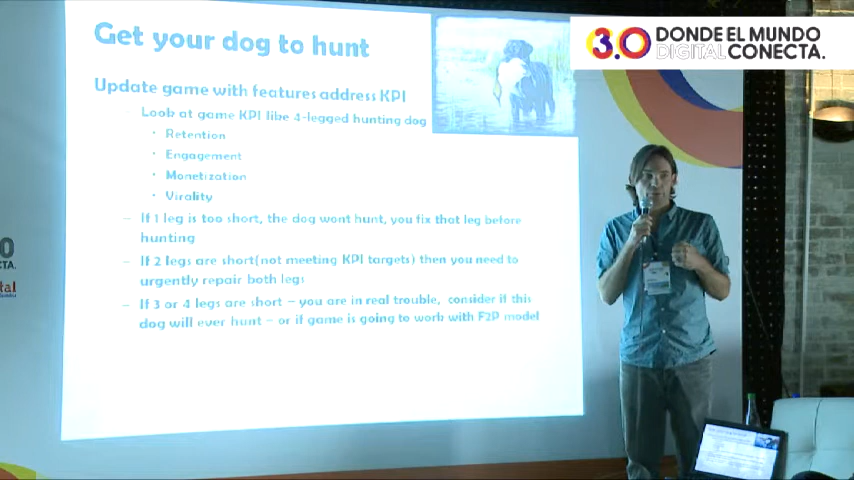 Get your dog to hunt
3.0 DONDE EL MUNDO
DIGITAL CONECTA.
Update game with features address KPI
Look at game KPI like 4-legged hunting dog
• Retention
• Engagement
• Monetization
• Virality
– If 1 leg is too short, the dog wont hunt, you fix that leg before
hunting
– If 2 legs are short(not meeting KPI targets) then you need to
urgently repair both legs
– If 3 or 4 legs are short – you are in real trouble, consider if this
dog will ever hunt – or if game is going to work with F2P model